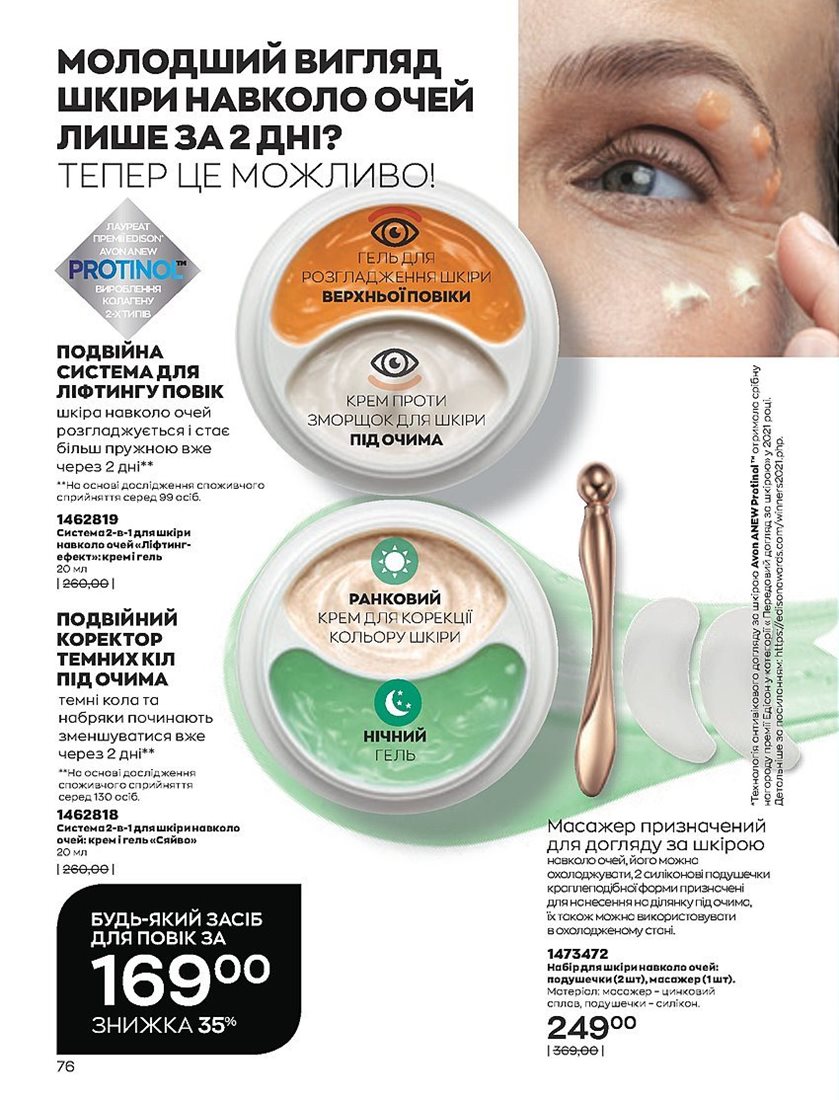 МОЛОДШИЙ ВИГЛЯД
ШКІРИ НАВКОЛО ОЧЕЙ
ЛИШЕ ЗА 2 ДНІ?
ТЕПЕР ЦЕ МОЖЛИВО!
ЛАУРЕАТ
ПРЕМІЇ EDISON*
AVON ANEW
PROTINOL™
ВИРОБЛЕННЯ
КОЛАГЕНУ
2-Х ТИПІВ
ГЕЛЬ ДЛЯ
РОЗГЛАДЖЕННЯ ШКІРИ
ВЕРХНЬОЇ ПОВІКИ
КРЕМ ПРОТИ
ЗМОРЩОК ДЛЯ ШКІРИ
ПІД ОЧИМА
ПОДВІЙНА
СИСТЕМА ДЛЯ
ЛІФТИНГУ ПОВІК
шкіра навколо очей
розгладжується і стає
більш пружною вже
через 2 дні**
**На основі дослідження споживчого
сприйняття серед 99 осіб.
1462819
Система 2-в-1 для шкіри
навколо очей «Ліфтинг-
ефект»: крем і гель
20 мл
| 260,00 |
РАНКОВИЙ
КРЕМ ДЛЯ КОРЕКЦІЇ
КОЛЬОРУ ШКІРИ
НІЧНИЙ
ГЕЛЬ
ПОДВІЙНИЙ
КОРЕКТОР
ТЕМНИХ КІЛ
ПІД ОЧИМА
темні кола та
набряки починають
зменшуватися вже
через 2 дні**
**На основі дослідження
споживчого сприйняття
серед 130 осіб.
1462818
Система 2-в-1 для шкіри навколо
очей: крем і гель «Сяйво»
20 мл
| 260,00 |
БУДЬ-ЯКИЙ ЗАСІБ
ДЛЯ ПОВІК ЗА
169⁰⁰
ЗНИЖКА 35%
*Технологія антивікового догляду за шкірою Avon ANEW Protinol™ отримала срібну
нагороду премії Едісон у категорії « Передовий догляд за шкірою» у 2021 році.
Детальніше за посиланням: https://edisonawards.com/winners2021.php.
Масажер призначений
для догляду за шкірою
навколо очей, його можна
охолоджувати, 2 силіконові подушечки
краплеподібної форми призначені
для нанесення на ділянку під очима,
їх також можна використовувати
в охолодженому стані.
1473472
Набір для шкіри навколо очей:
подушечки (2 шт), масажер (1 шт).
Матеріал: масажер – цинковий
сплав, подушечки – силікон.
249⁰⁰
| 369,00 |
76